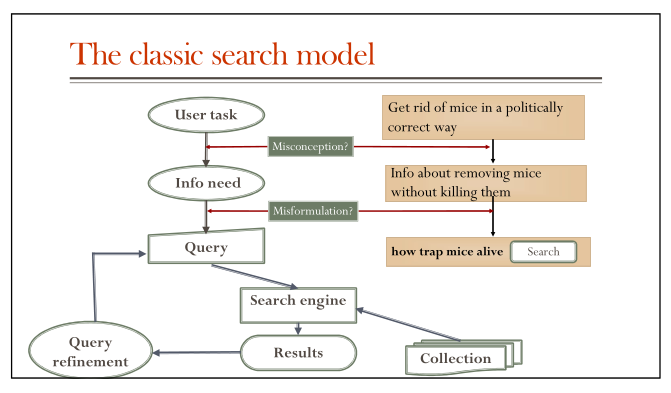 The classic search model
User task
Get rid of mice in a politically
correct way
Misconception?
Info need
Info about removing mice
without killing them
Misformulation?
Query
how trap mice alive
Search
Search engine
Query
refinement
Results
Collection